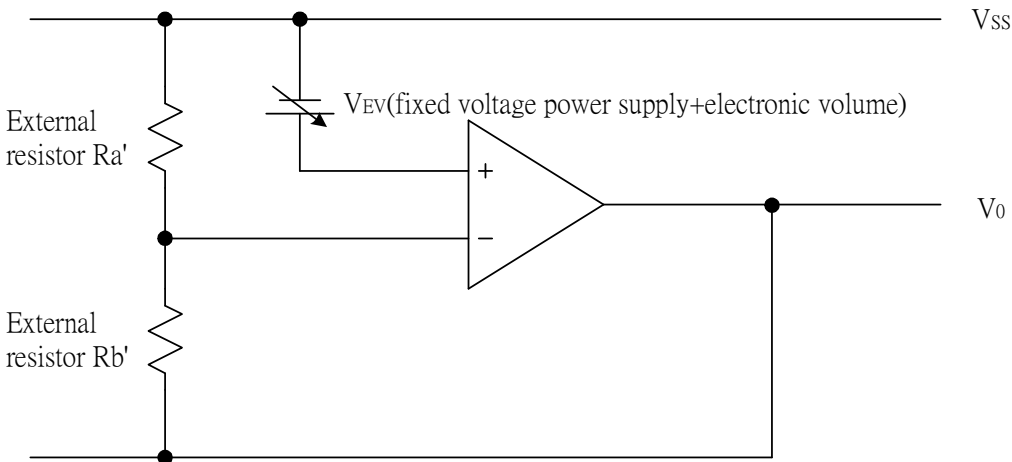 VSS
VEV(fixed voltage power supply+electronic volume)
External
resistor Ra'
+
V0
−
External
resistor Rb'